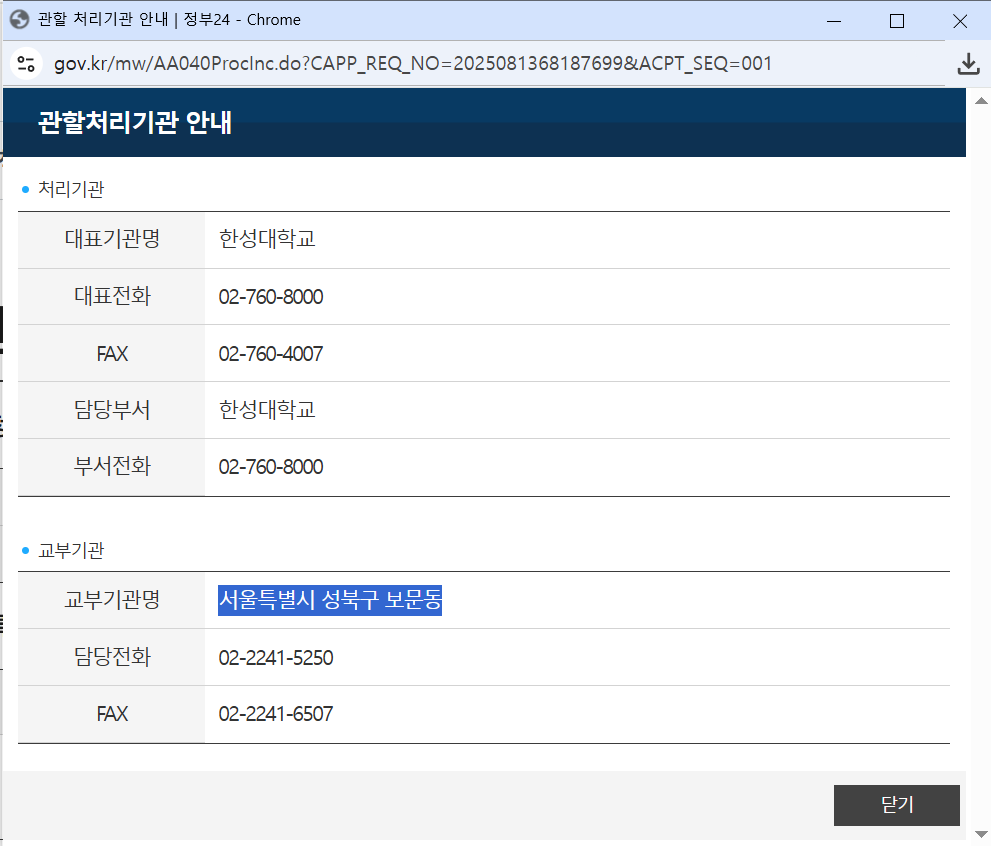 관할 처리기관 안내 | 정부24 - Chrome
gov.kr/mw/AA040ProcInc.do?CAPP_REQ_NO=2025081368187699&ACPT_SEQ=001
관할처리기관 안내
처리기관
대표기관명 한성대학교
대표전화 02-760-8000
FAX 02-760-4007
담당부서 한성대학교
부서전화 02-760-8000
교부기관
교부기관명 서울특별시 성북구 보문동
담당전화 02-2241-5250
FAX 02-2241-6507
닫기